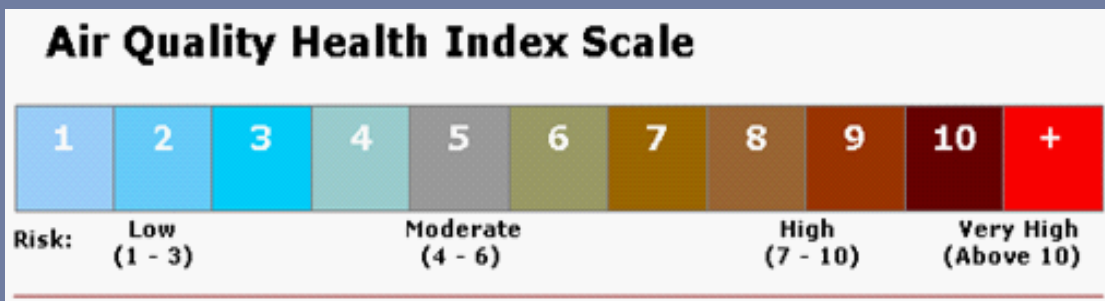 Air Quality Health Index Scale
1 2 3 4 5 6 7 8 9 10 +
Risk: Low Moderate High Very High
(1 - 3) (4 - 6) (7 - 10) (Above 10)